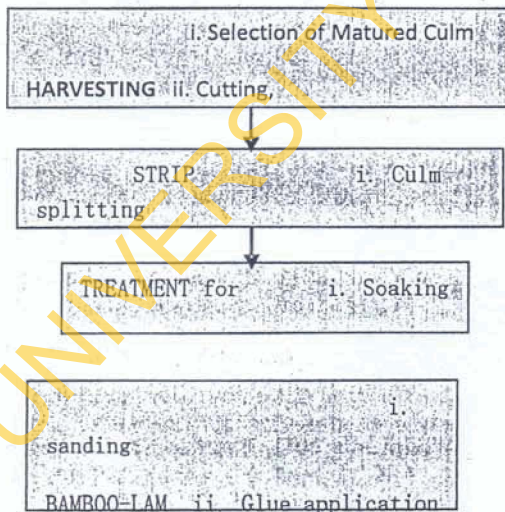 i. Selection of Matured Culm
HARVESTING ii. Cutting,
STRIP i. Culm
splitting
TREATMENT for i. Soaking
i.
sanding
BAMBOO-LAM ii. Glue application
UNIVERSITY